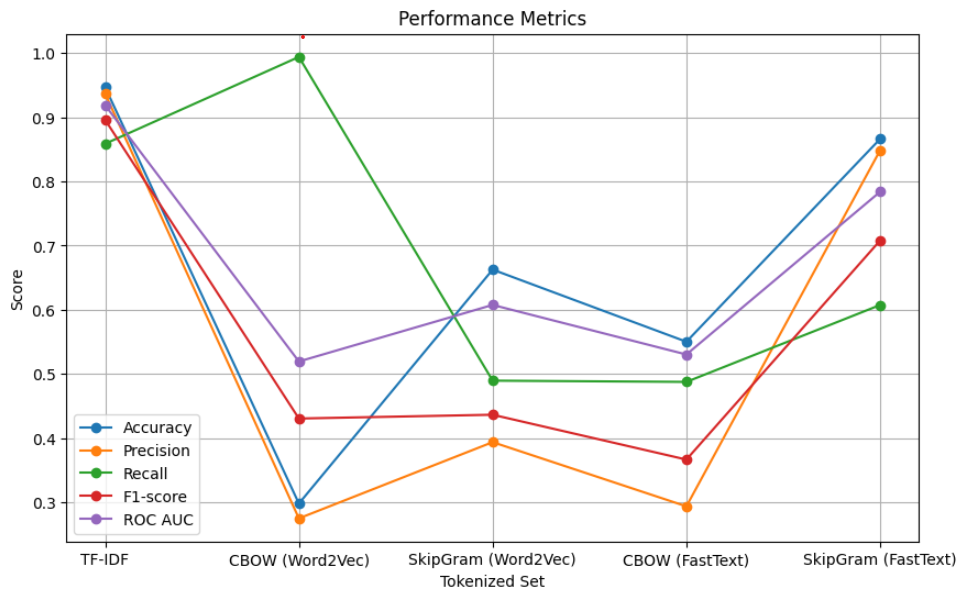 Performance Metrics
1.0
0.9
0.8
0.7
0.6
0.5
0.4
0.3
Score
Accuracy
Precision
Recall
F1-score
ROC AUC
TF-IDF CBOW (Word2Vec) SkipGram (Word2Vec) CBOW (FastText) SkipGram (FastText)
Tokenized Set